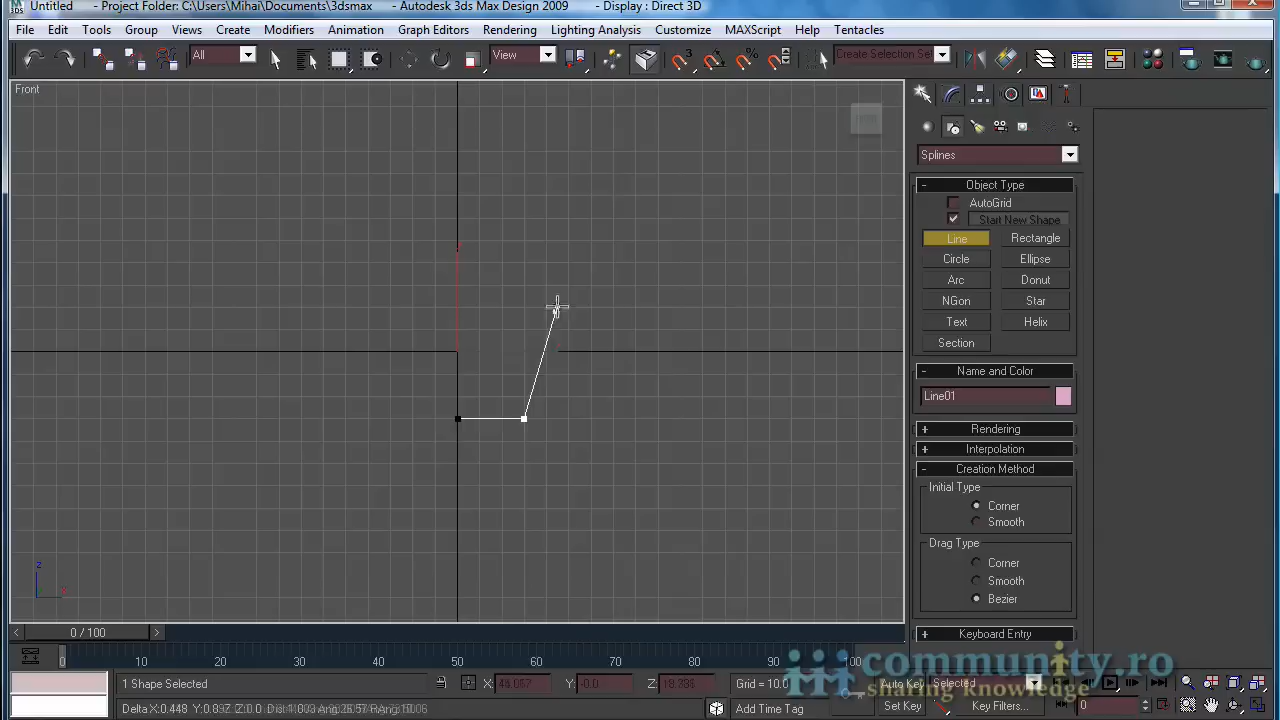 Untitled - Project Folder: C:\Users\Mihai\Documents\3dsmax - Autodesk 3ds Max Design 2009 - Display : Direct 3D
File Edit Tools Group Views Create Modifiers Animation Graph Editors Rendering Lighting Analysis Customize MAXScript Help Tentacles
All View Create Selection Set
Front
Splines
- Object Type
AutoGrid
Start New Shape
Line Rectangle
Circle Ellipse
Arc Donut
NGon Star
Text Helix
Section
- Name and Color
Line01
+ Rendering
+ Interpolation
- Creation Method
Initial Type
Corner
Smooth
Drag Type
Corner
Smooth
Bezier
+ Keyboard Entry
z
0 / 100
0 10 20 30 40 50 60 70 80 90 100
community.ro
sharing knowledge
1 Shape Selected X: Y: -0.0 Z: Grid = 10.0 Auto Key Selected
Add Time Tag Set Key Key Filters... 0